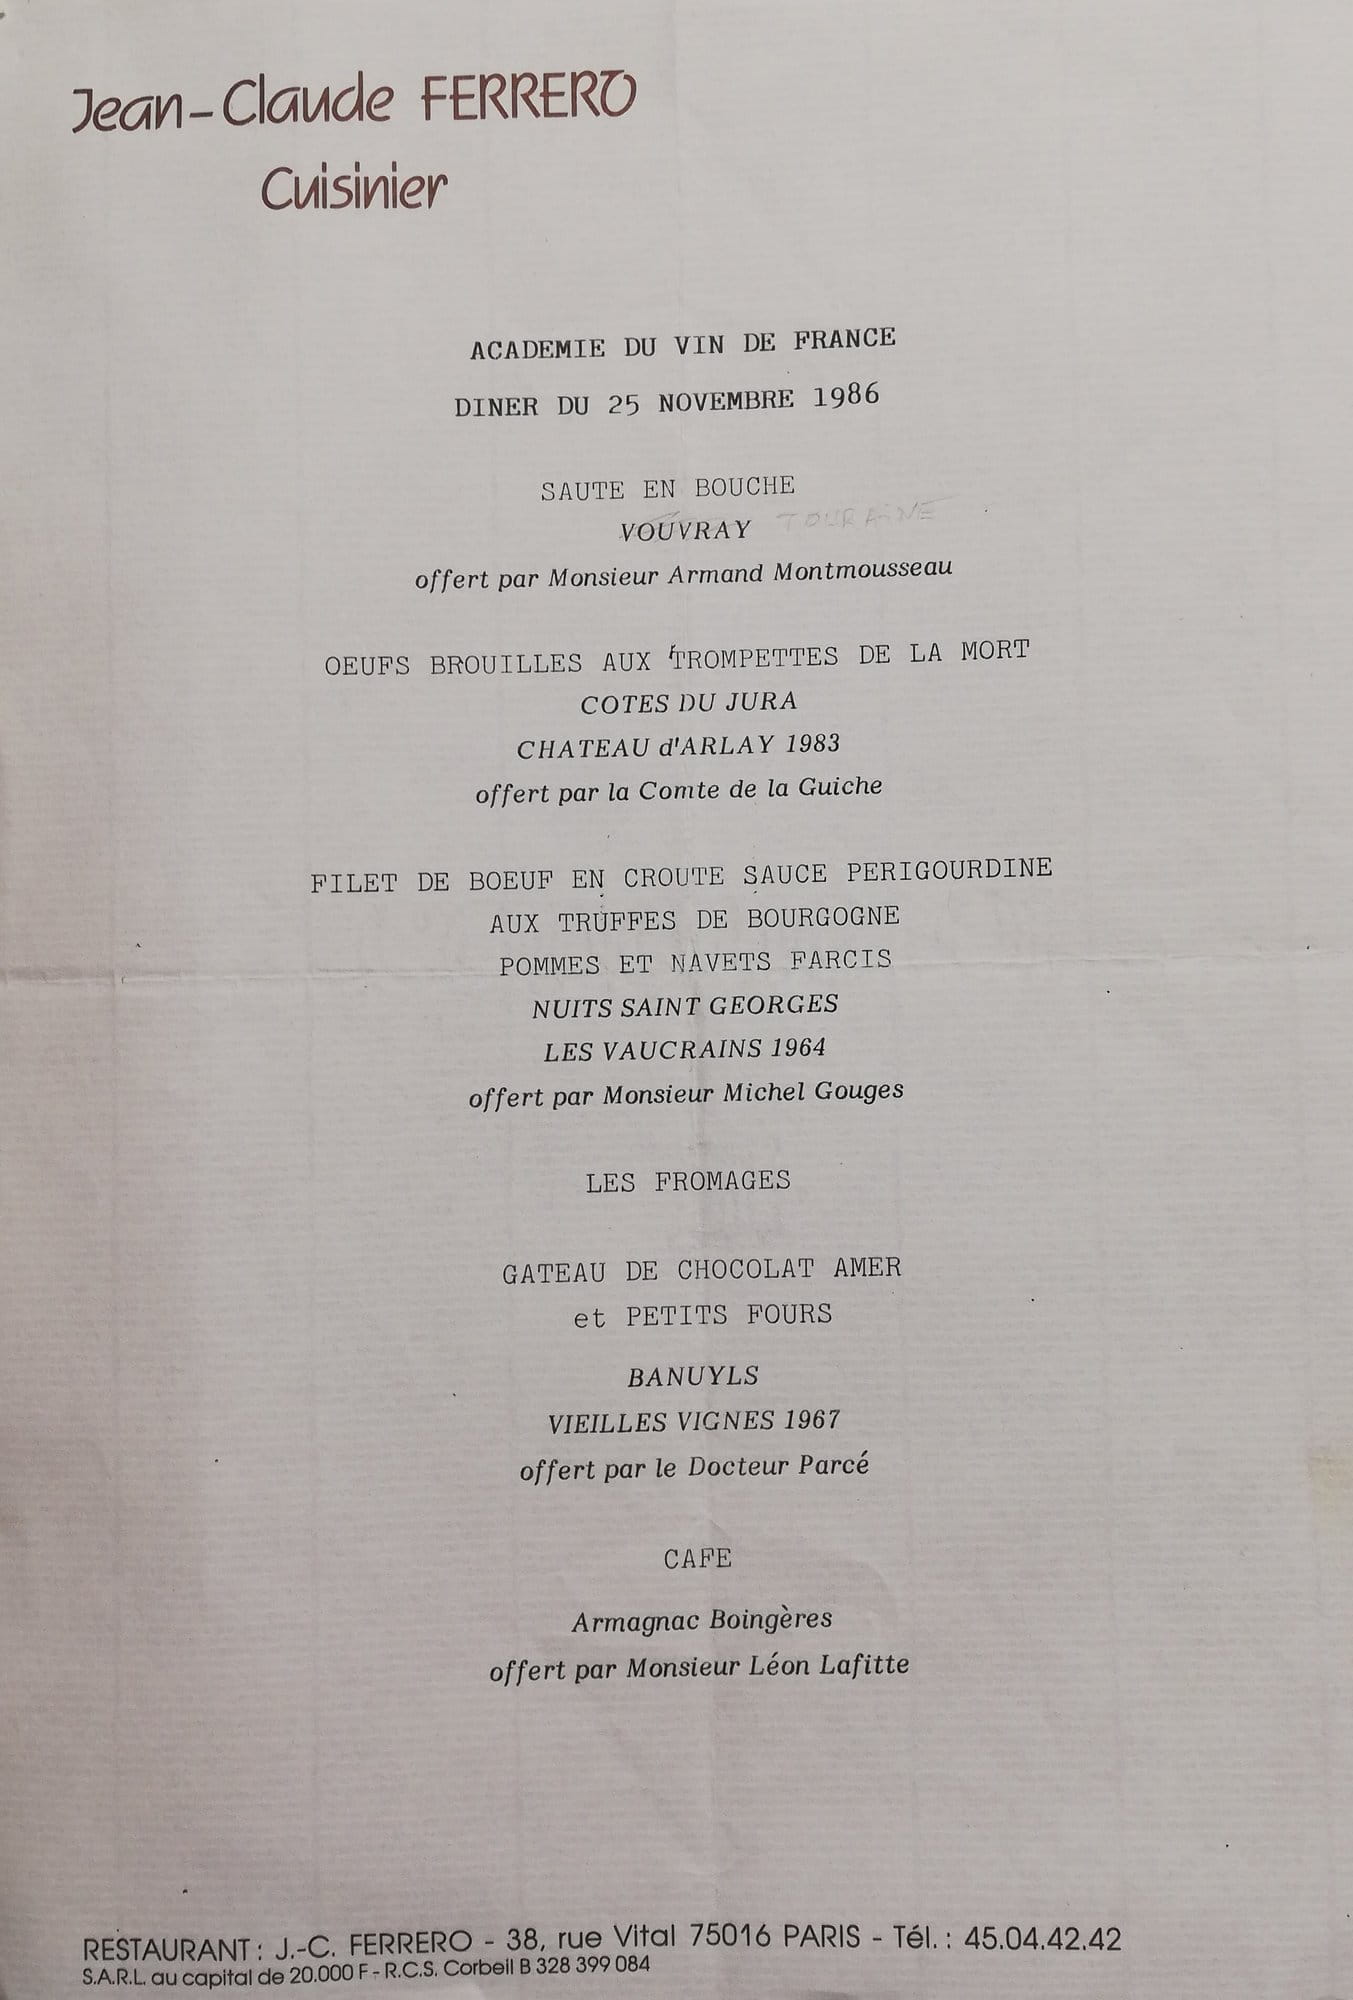 Jean-Claude FERRERO
Cuisinier
ACADEMIE DU VIN DE FRANCE
DINER DU 25 NOVEMBRE 1986
SAUTE EN BOUCHE
VOUVRAY TOURAINE
offert par Monsieur Armand Montmousseau
OEUFS BROUILLES AUX TROMPETTES DE LA MORT
COTES DU JURA
CHATEAU d'ARLAY 1983
offert par la Comte de la Guiche
FILET DE BOEUF EN CROUTE SAUCE PERIGOURDINE
AUX TRUFFES DE BOURGOGNE
POMMES ET NAVETS FARCIS
NUITS SAINT GEORGES
LES VAUCRAINS 1964
offert par Monsieur Michel Gouges
LES FROMAGES
GATEAU DE CHOCOLAT AMER
et PETITS FOURS
BANUYLS
VIEILLES VIGNES 1967
offert par le Docteur Parcé
CAFE
Armagnac Boingères
offert par Monsieur Léon Lafitte
RESTAURANT : J.-C. FERRERO - 38, rue Vital 75016 PARIS - Tél. : 45.04.42.42
S.A.R.L. au capital de 20.000 F - R.C.S. Corbeil B 328 399 084